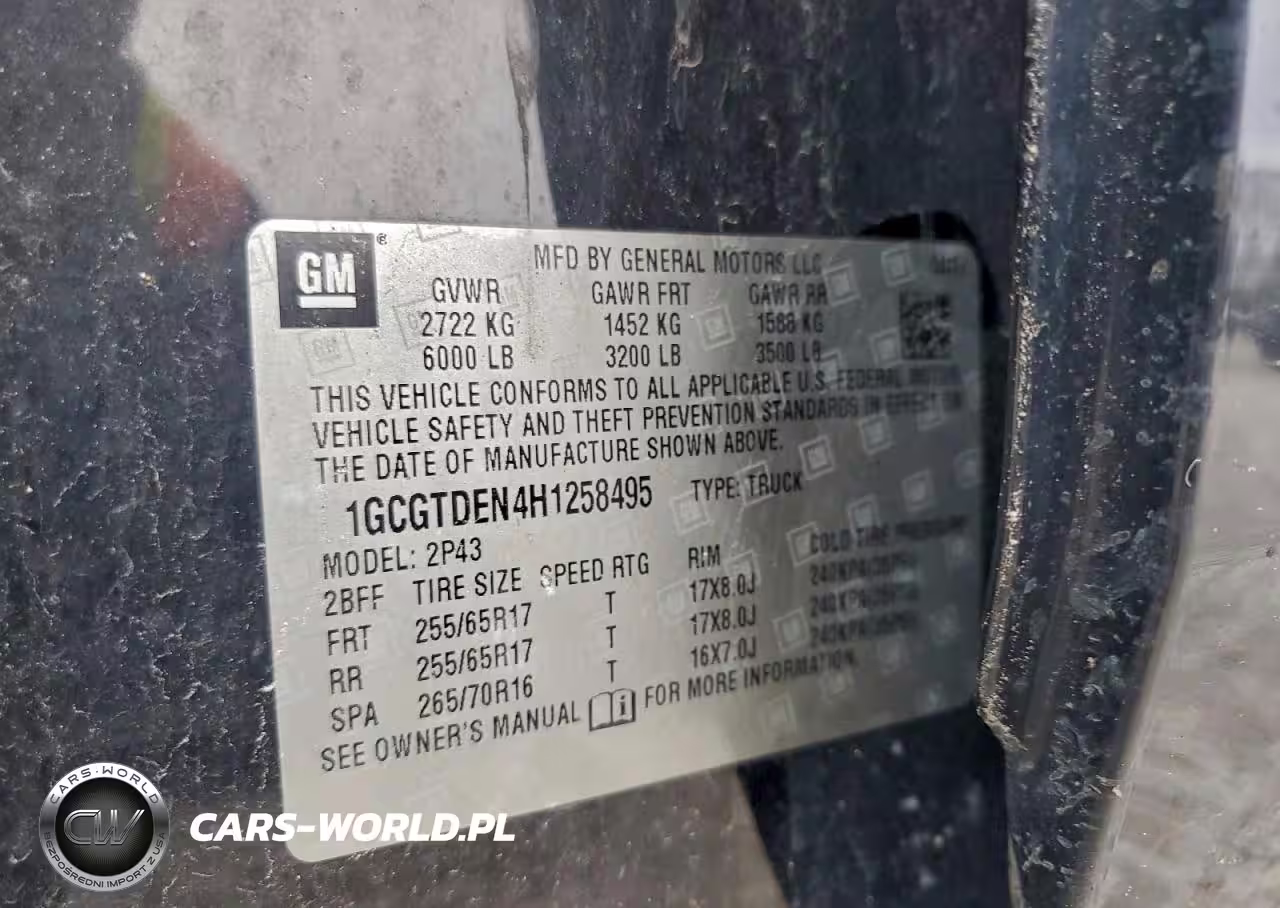 GM ®
MFD BY GENERAL MOTORS LLC
GVWR GAWR FRT GAWR RR
2722 KG 1452 KG 1588 KG
6000 LB 3200 LB 3500 LB
THIS VEHICLE CONFORMS TO ALL APPLICABLE U.S. FEDERAL MOTOR
VEHICLE SAFETY AND THEFT PREVENTION STANDARDS IN EFFECT ON
THE DATE OF MANUFACTURE SHOWN ABOVE.
1GCGTDEN4H1258495 TYPE: TRUCK
MODEL: 2P43
2BFF TIRE SIZE SPEED RTG RIM COLD TIRE PRESSURE
FRT 255/65R17 T 17X8.0J
RR 255/65R17 T 17X8.0J
SPA 265/70R16 T 16X7.0J
SEE OWNER'S MANUAL FOR MORE INFORMATION.
CARS-WORLD
CW
BEZPOŚREDNI IMPORT Z USA
CARS-WORLD.PL